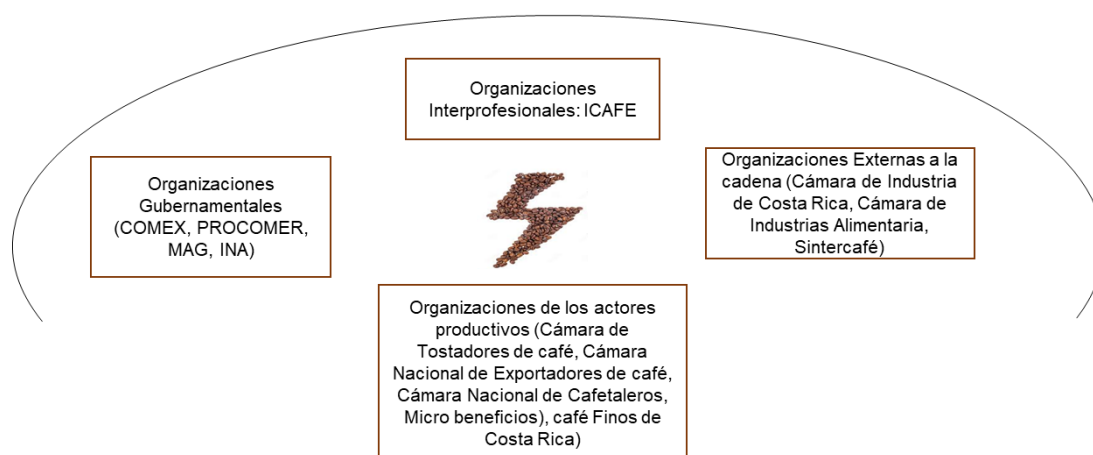 Organizaciones
Interprofesionales: ICAFE
Organizaciones
Gubernamentales
(COMEX, PROCOMER,
MAG, INA)
Organizaciones Externas a la
cadena (Cámara de Industria
de Costa Rica, Cámara de
Industrias Alimentaria,
Sintercafé)
Organizaciones de los actores
productivos (Cámara de
Tostadores de café, Cámara
Nacional de Exportadores de café,
Cámara Nacional de Cafetaleros,
Micro beneficios), café Finos de
Costa Rica)